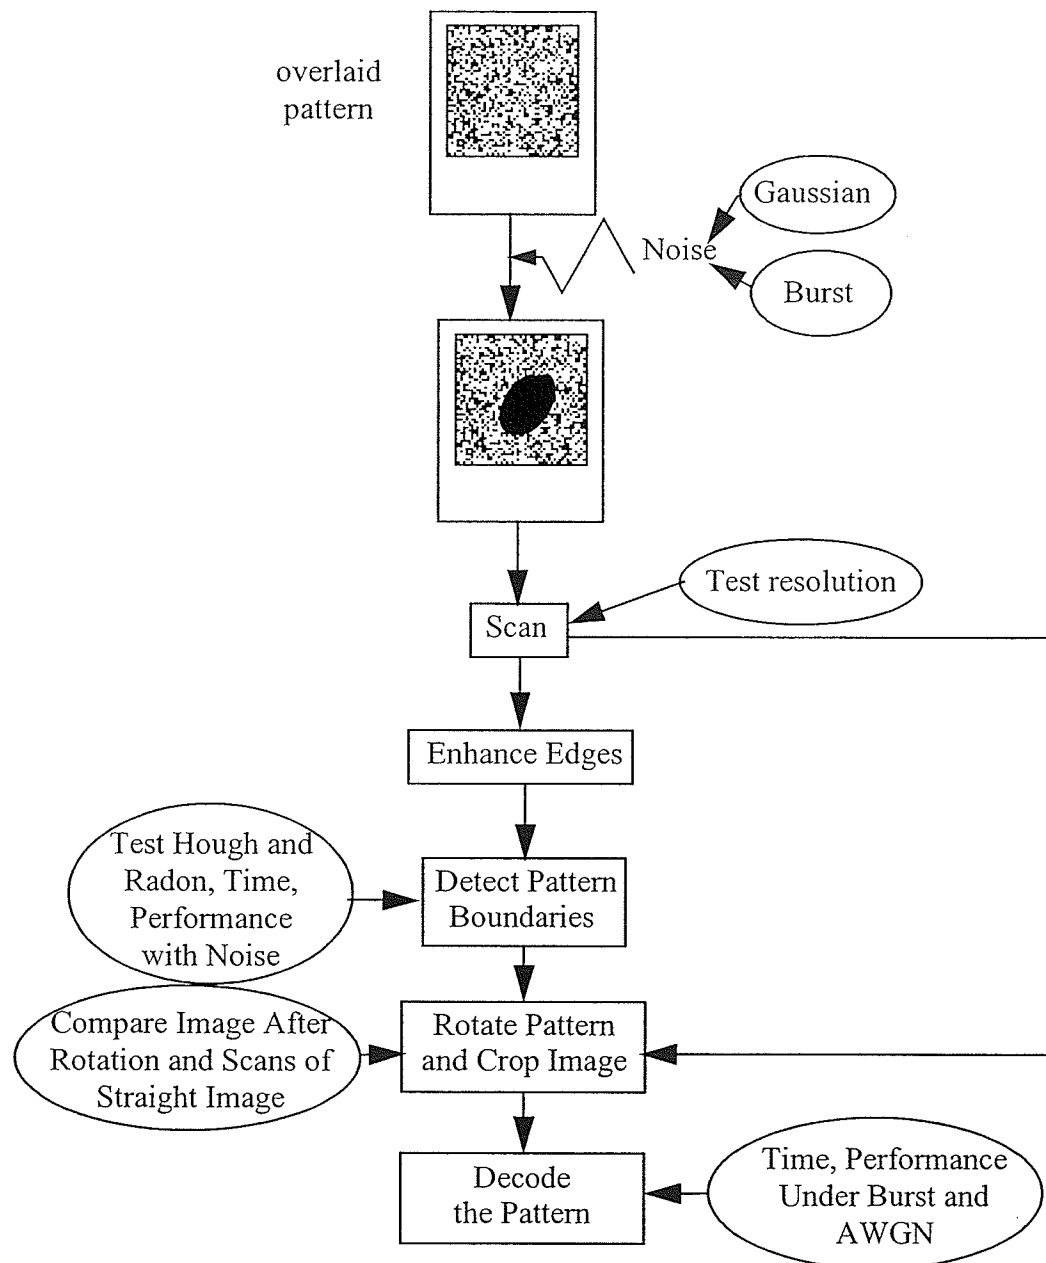 overlaid
pattern
Gaussian
Noise
Burst
Test resolution
Scan
Enhance Edges
Test Hough and
Radon, Time,
Performance
with Noise
Detect Pattern
Boundaries
Compare Image After
Rotation and Scans of
Straight Image
Rotate Pattern
and Crop Image
Decode
the Pattern
Time, Performance
Under Burst and
AWGN